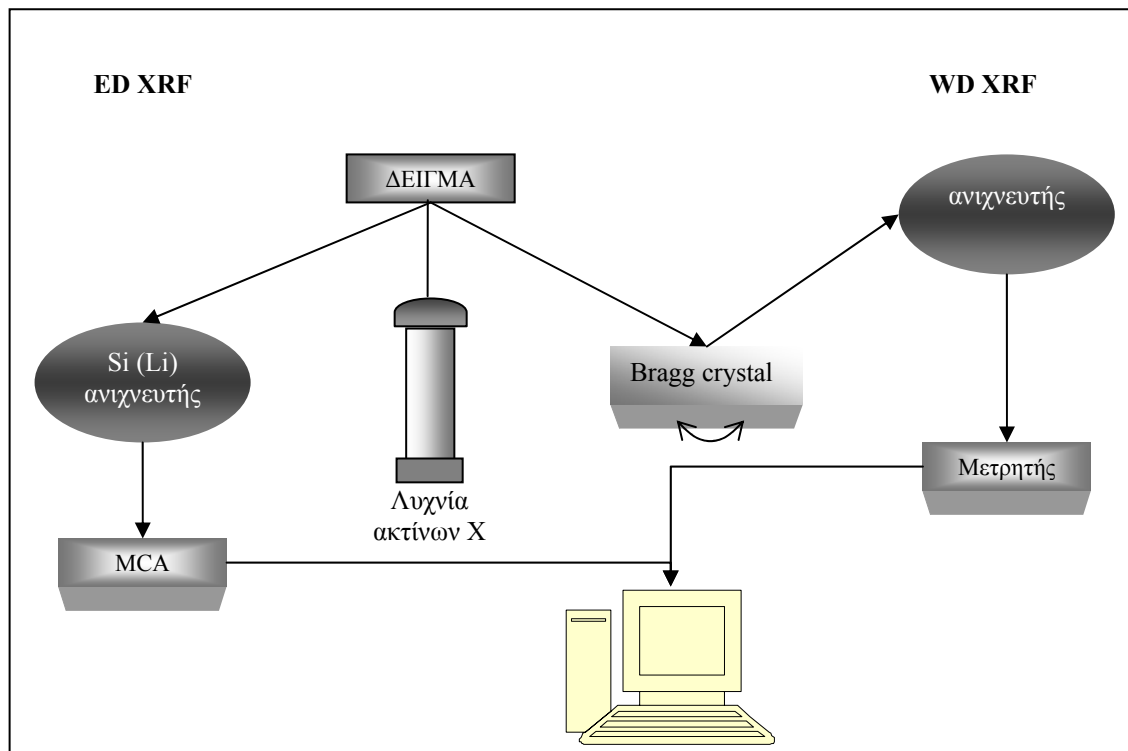 ED XRF
WD XRF
ΔΕΙΓΜΑ
ανιχνευτής
Si (Li)
ανιχνευτής
Bragg crystal
Μετρητής
Λυχνία
ακτίνων Χ
MCA